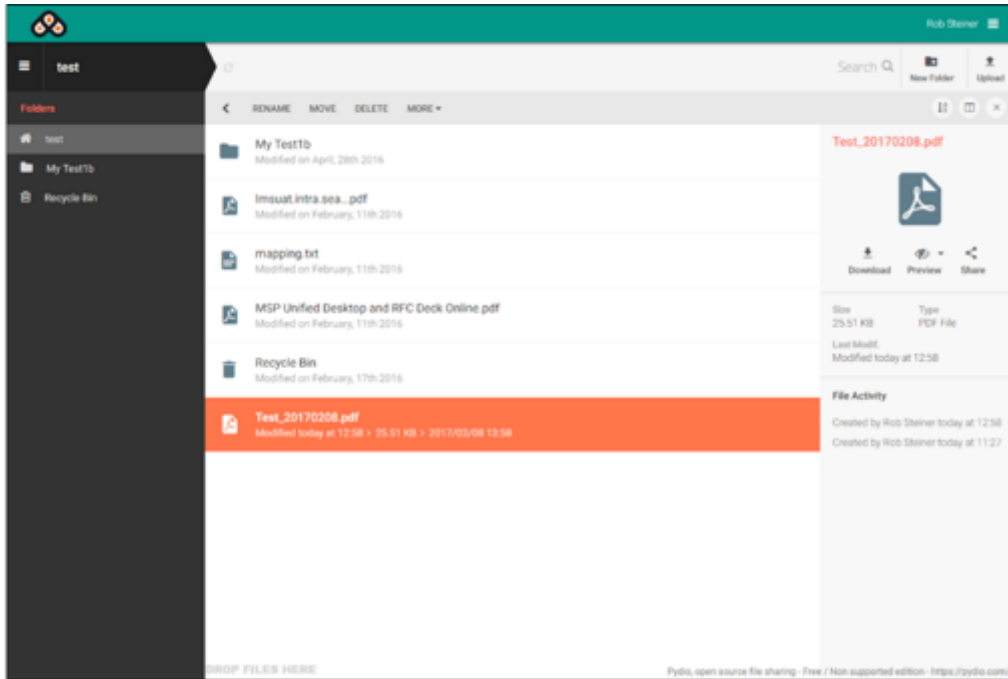 Rob Steiner
test
Search
New Folder
Upload
Folders
RENAME MOVE DELETE MORE
test
My Test1b
Recycle Bin
My Test1b
Modified on April, 28th 2016
lmsuat.intra.sea...pdf
Modified on February, 11th 2016
mapping.txt
Modified on February, 11th 2016
MSP Unified Desktop and RFC Deck Online.pdf
Modified on February, 11th 2016
Recycle Bin
Modified on February, 17th 2016
Test_20170208.pdf
Modified today at 12:58 > 25.51 KB > 2017/02/08 13:58
Test_20170208.pdf
Download Preview Share
Size Type
25.51 KB PDF File
Last Modif.
Modified today at 12:58
File Activity
Created by Rob Steiner today at 12:58
Created by Rob Steiner today at 11:27
DROP FILES HERE
Pydio, open source file sharing - Free / Non supported edition - https://pydio.com/